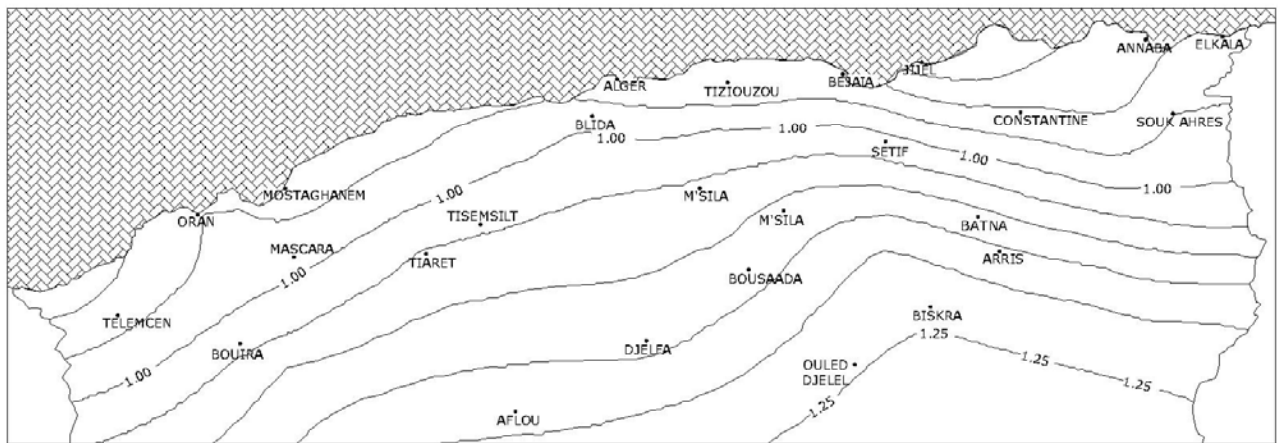 ANNABA
ELKALA
JIJEL
ALGER
TIZIOUZOU
BEJAIA
BLIDA
CONSTANTINE
SOUK AHRES
1.00
1.00
SETIF
1.00
1.00
1.00
MOSTAGHANEM
M'SILA
ORAN
TISEMSILT
M'SILA
BATNA
MASCARA
TIARET
ARRIS
1.00
BOUSAADA
TELEMCEN
BISKRA
BOUIRA
DJELFA
1.25
1.25
OULED
DJELEL
1.00
1.25
1.25
AFLOU